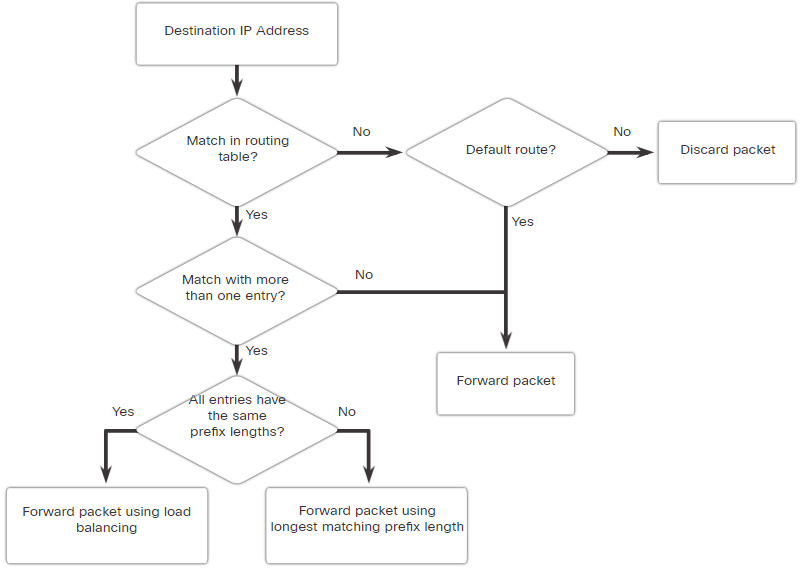 Destination IP Address
Match in routing
table?
No
Default route?
No
Discard packet
Yes
Yes
Match with more
than one entry?
No
Yes
Forward packet
All entries have
the same
prefix lengths?
Yes
No
Forward packet using load
balancing
Forward packet using
longest matching prefix length